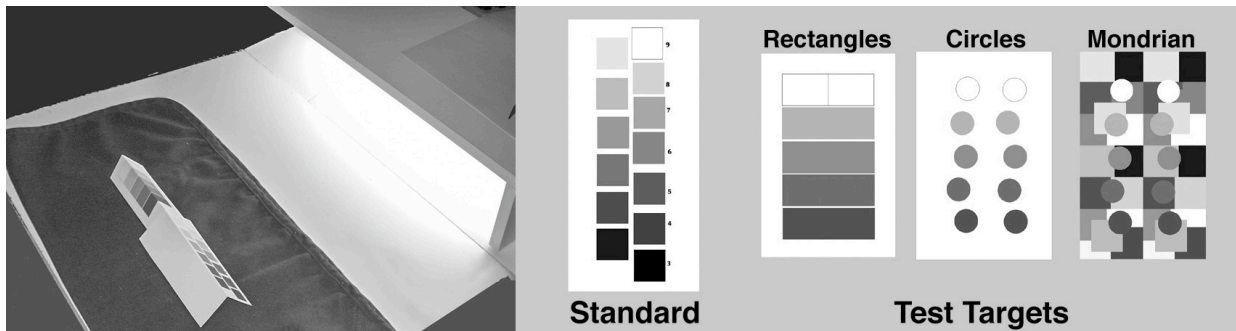 Rectangles
Circles
Mondrian
9
8
7
6
5
4
3
Standard
Test Targets